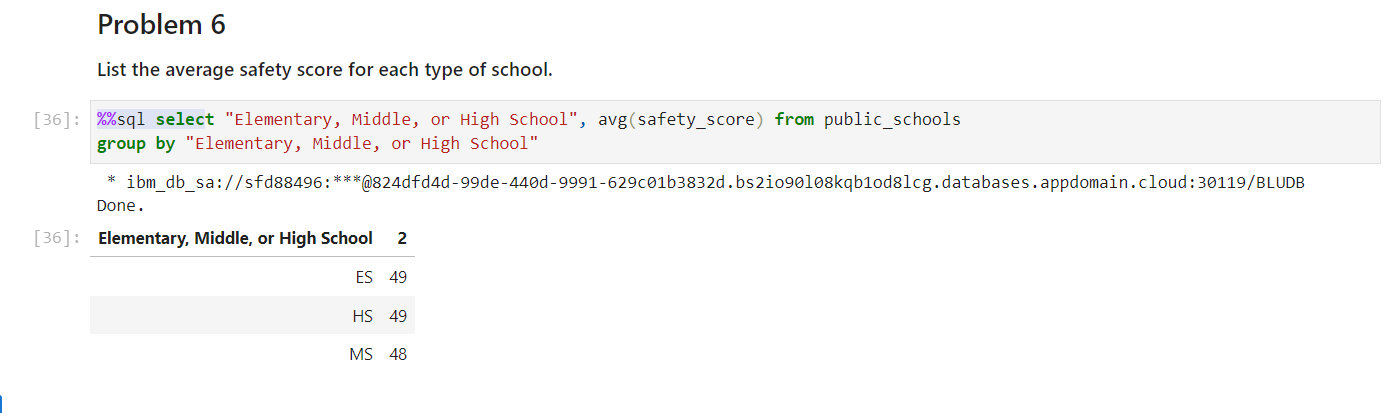 Problem 6
List the average safety score for each type of school.
[36]: %%sql select "Elementary, Middle, or High School", avg(safety_score) from public_schools
group by "Elementary, Middle, or High School"
* ibm_db_sa://sfd88496:***@824dfd4d-99de-440d-9991-629c01b3832d.bs2io90l08kqb1od8lcg.databases.appdomain.cloud:30119/BLUDB
Done.
[36]: Elementary, Middle, or High School 2
ES 49
HS 49
MS 48